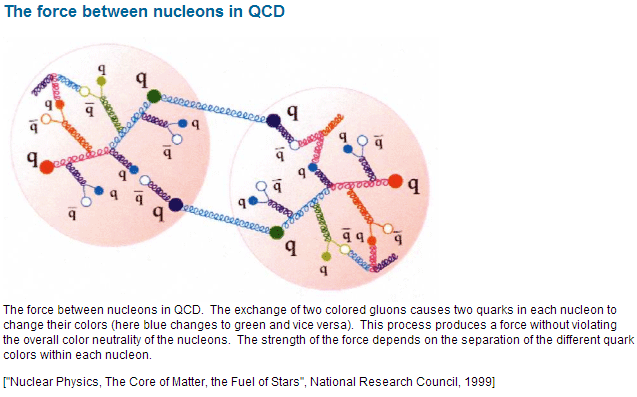 The force between nucleons in QCD
q
q
q
q
q̅
q̅
q
q
q̅
q
q̅
q
q̅
q
q̅
q
q
q̅
q̅
q
q
q̅
q
q
q
q̅
q
q̅
q
The force between nucleons in QCD. The exchange of two colored gluons causes two quarks in each nucleon to
change their colors (here blue changes to green and vice versa). This process produces a force without violating
the overall color neutrality of the nucleons. The strength of the force depends on the separation of the different quark
colors within each nucleon.
["Nuclear Physics, The Core of Matter, the Fuel of Stars", National Research Council, 1999]